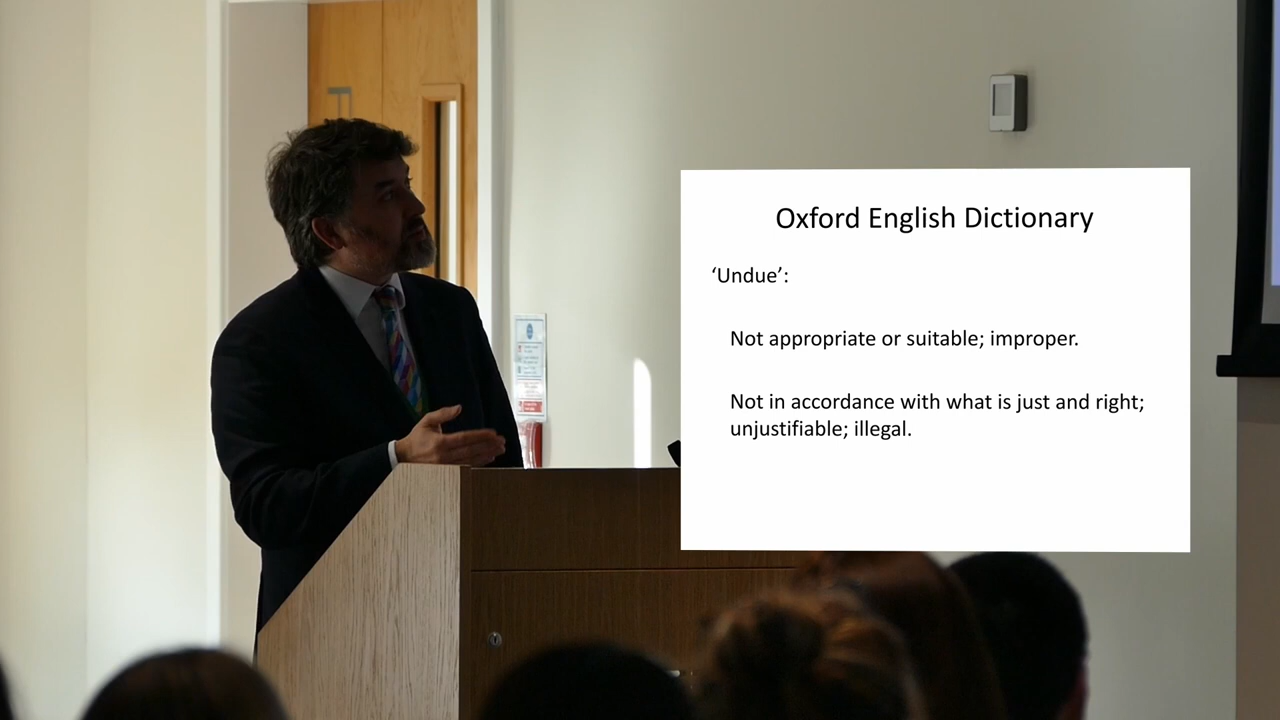 Oxford English Dictionary
‘Undue’:
Not appropriate or suitable; improper.
Not in accordance with what is just and right;
unjustifiable; illegal.